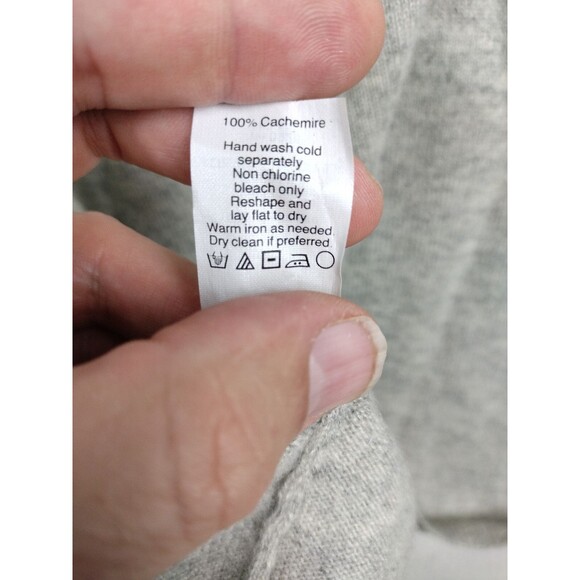 100% Cachemire
Hand wash cold
separately
Non chlorine
bleach only
Reshape and
lay flat to dry
Warm iron as needed
Dry clean if preferred